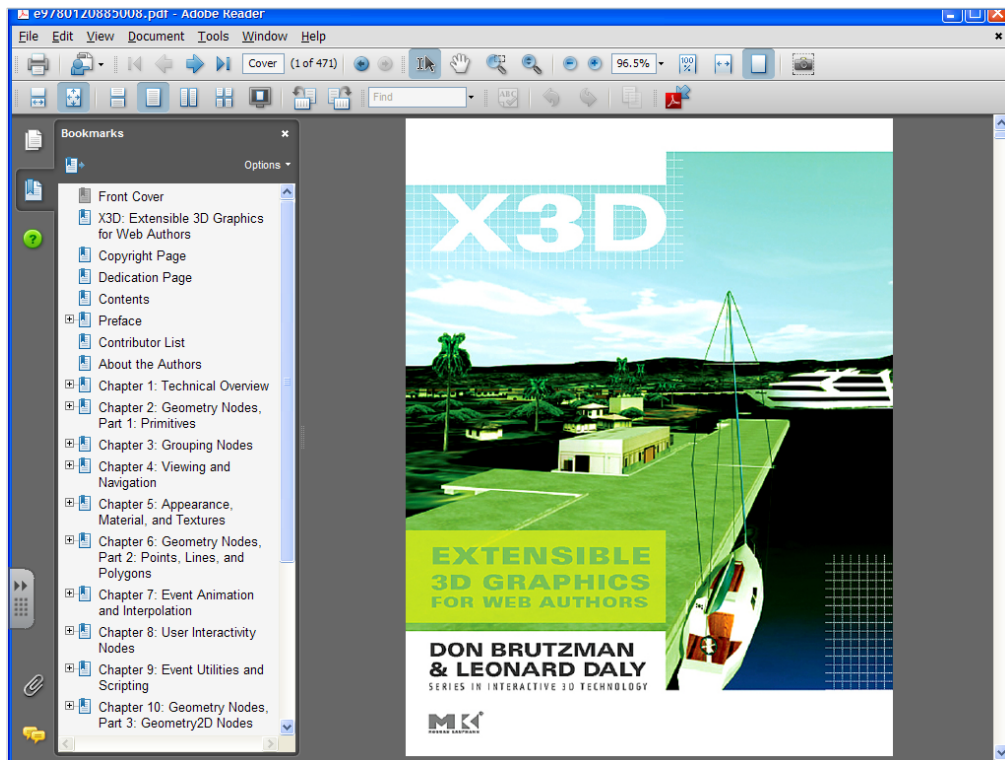 e9780120885008.pdf - Adobe Reader
File Edit View Document Tools Window Help
Cover (1 of 471) 96.5% 100%
Find ABC
Bookmarks
Options
Front Cover
X3D: Extensible 3D Graphics
for Web Authors
Copyright Page
Dedication Page
Contents
Preface
Contributor List
About the Authors
Chapter 1: Technical Overview
Chapter 2: Geometry Nodes,
Part 1: Primitives
Chapter 3: Grouping Nodes
Chapter 4: Viewing and
Navigation
Chapter 5: Appearance,
Material, and Textures
Chapter 6: Geometry Nodes,
Part 2: Points, Lines, and
Polygons
Chapter 7: Event Animation
and Interpolation
Chapter 8: User Interactivity
Nodes
Chapter 9: Event Utilities and
Scripting
Chapter 10: Geometry Nodes,
Part 3: Geometry2D Nodes
X3D
EXTENSIBLE
3D GRAPHICS
FOR WEB AUTHORS
DON BRUTZMAN
& LEONARD DALY
SERIES IN INTERACTIVE 3D TECHNOLOGY
MK
MORGAN KAUFMANN